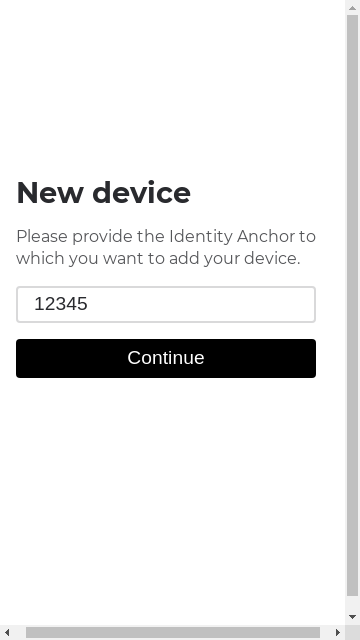 New device
Please provide the Identity Anchor to
which you want to add your device.
12345
Continue